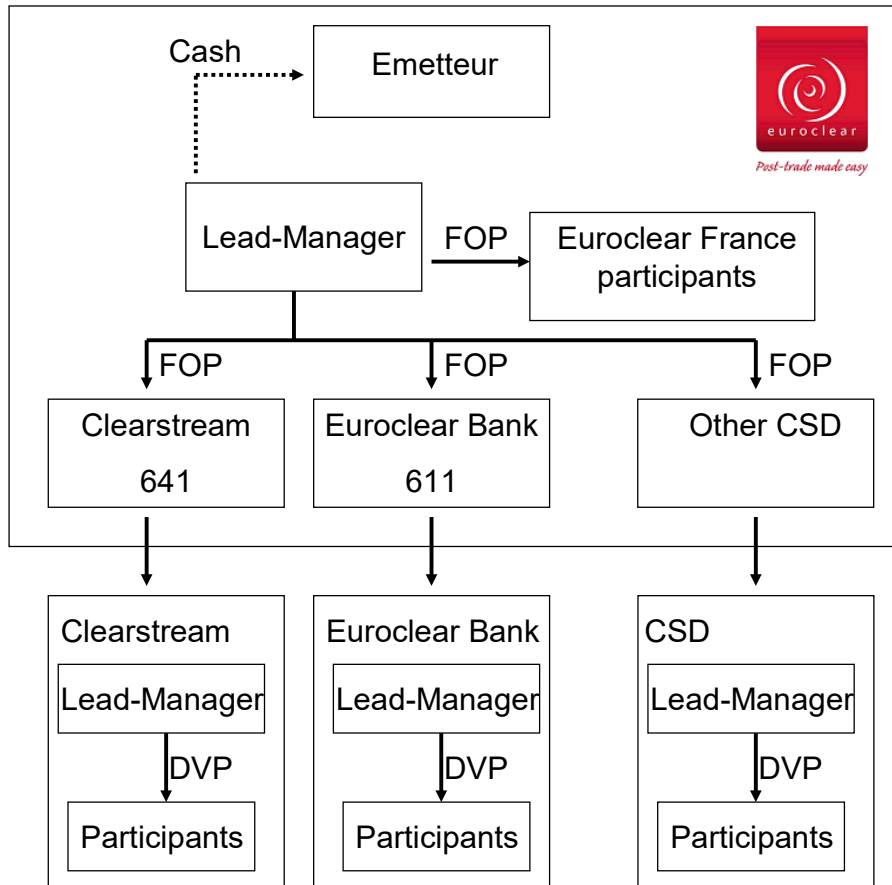 Cash
Emetteur
euroclear
Post-trade made easy
Lead-Manager
FOP
Euroclear France
participants
FOP
FOP
FOP
Clearstream
641
Euroclear Bank
611
Other CSD
Clearstream
Euroclear Bank
CSD
Lead-Manager
Lead-Manager
Lead-Manager
DVP
DVP
DVP
Participants
Participants
Participants